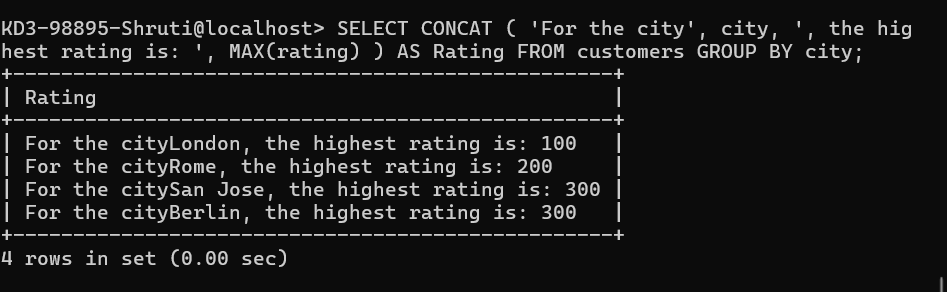 KD3-98895-Shruti@localhost> SELECT CONCAT ( 'For the city', city, ', the hig
hest rating is: ', MAX(rating) ) AS Rating FROM customers GROUP BY city;
+--------------------------------------------------+
| Rating                                           |
+--------------------------------------------------+
| For the cityLondon, the highest rating is: 100   |
| For the cityRome, the highest rating is: 200     |
| For the citySan Jose, the highest rating is: 300 |
| For the cityBerlin, the highest rating is: 300   |
+--------------------------------------------------+
4 rows in set (0.00 sec)